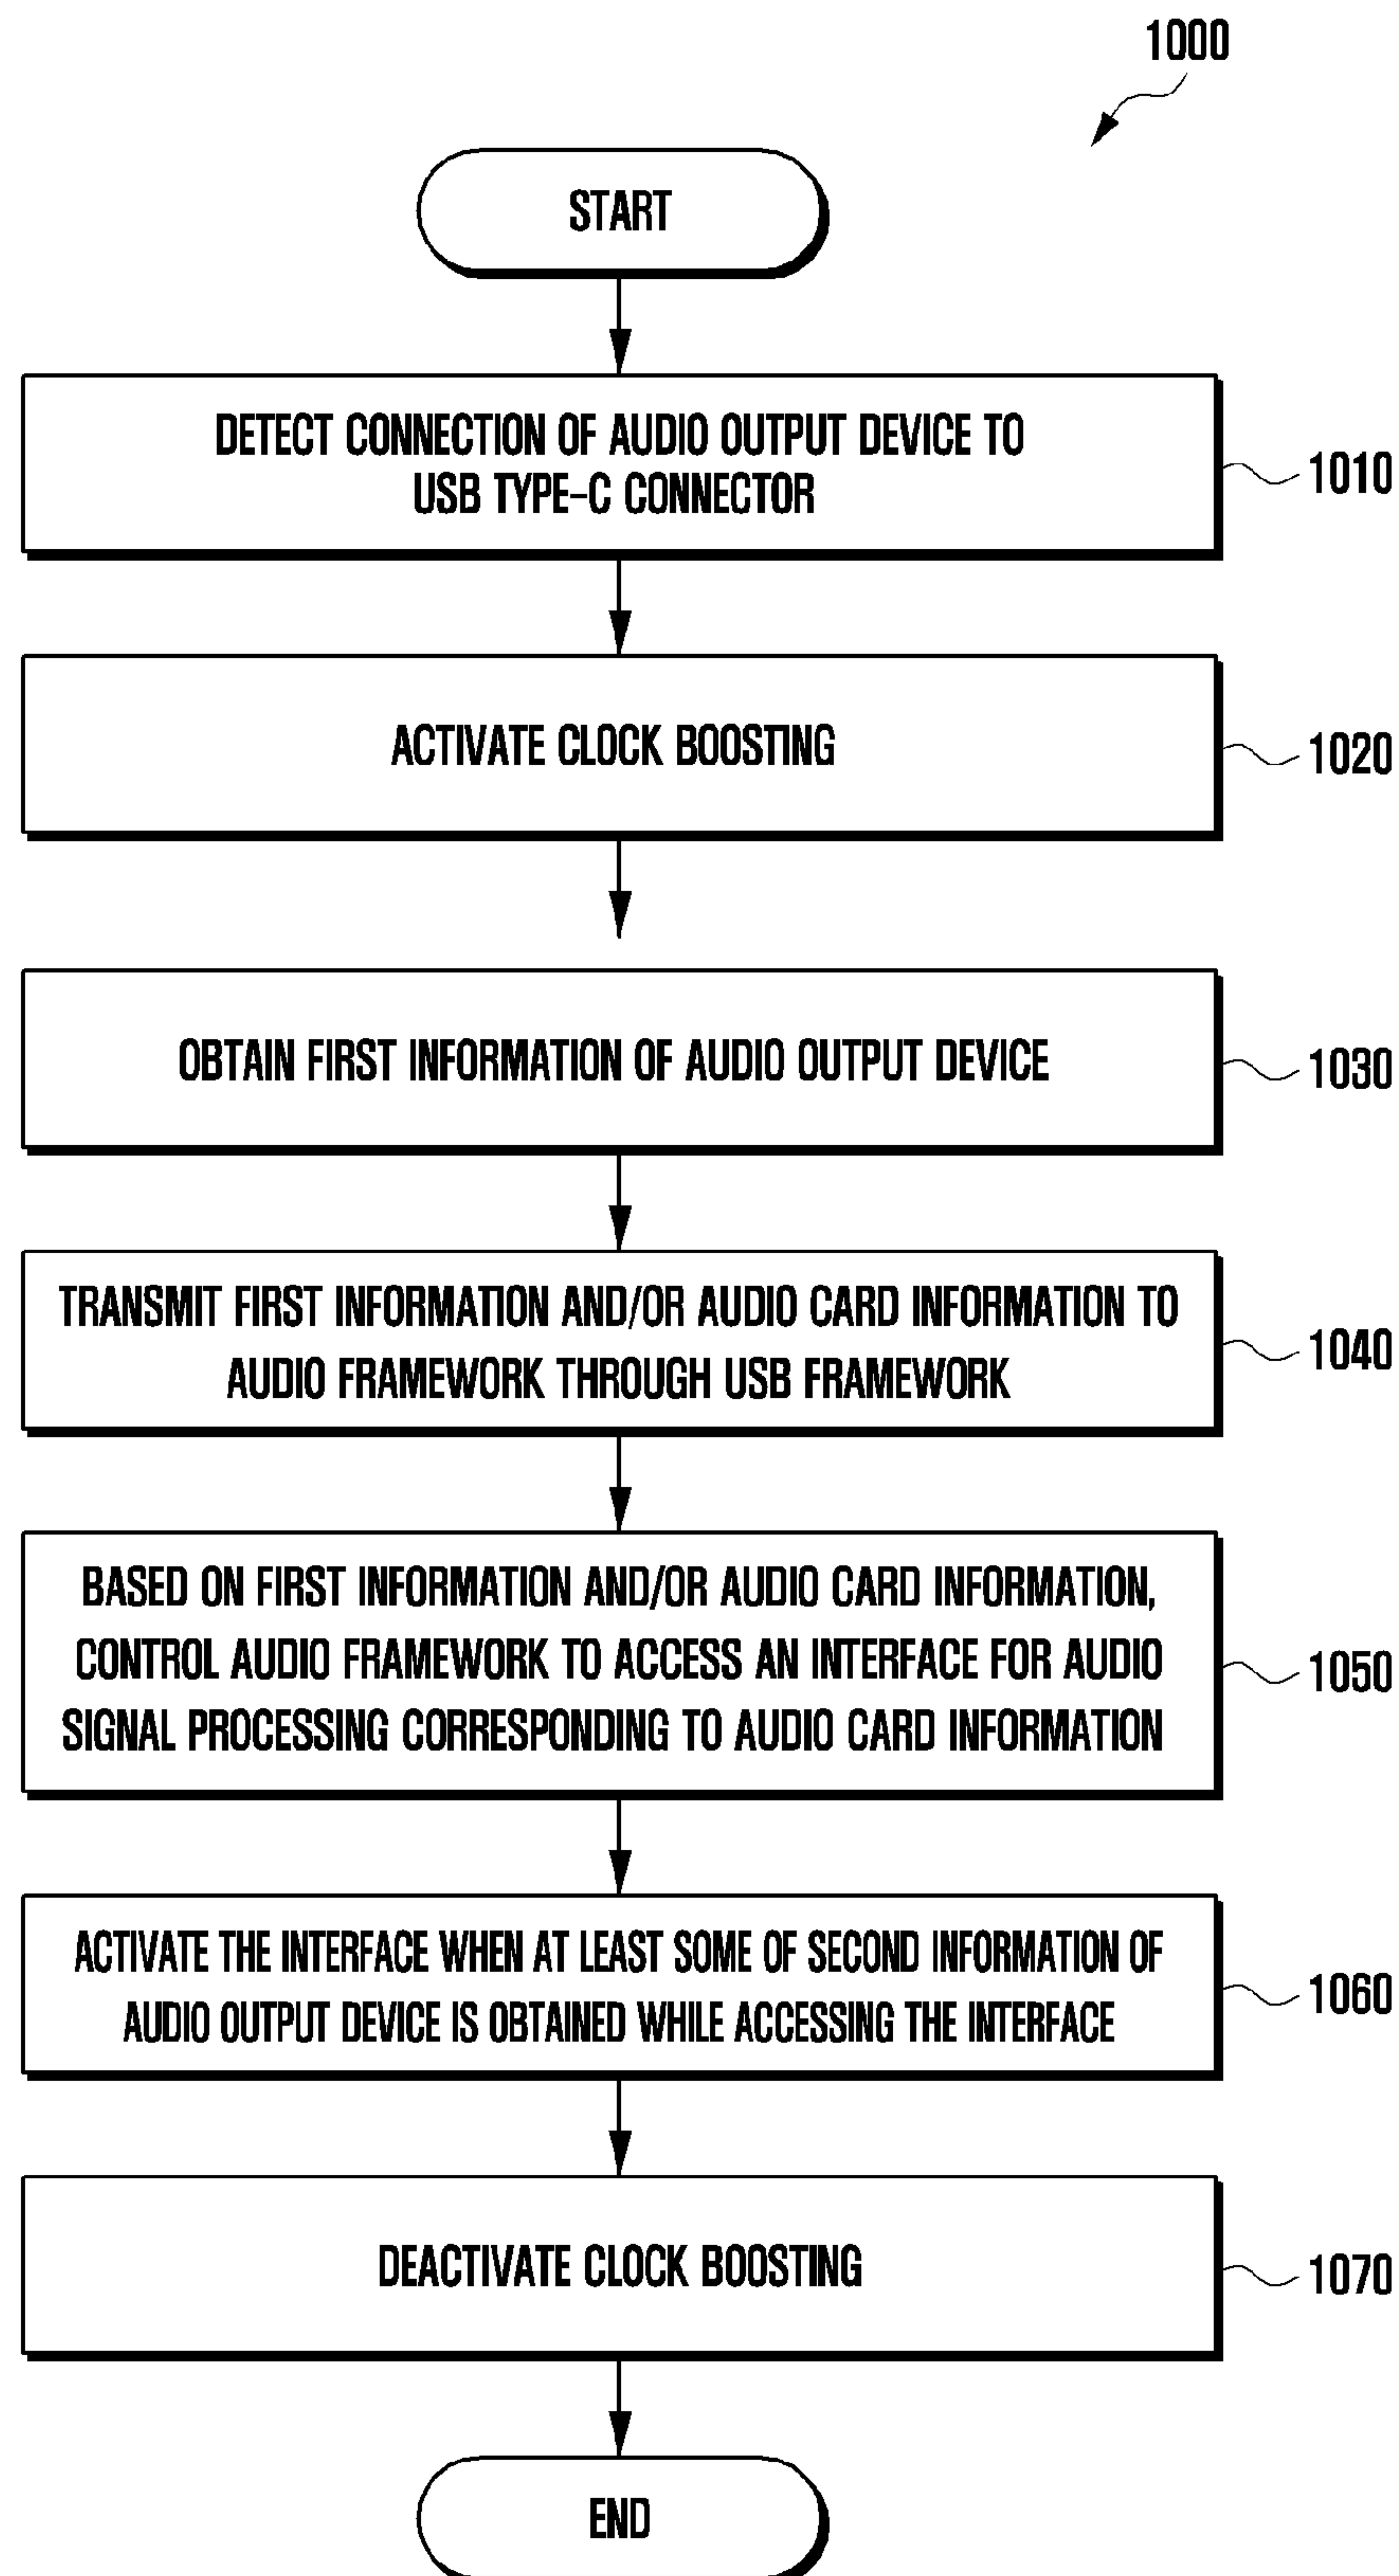 1000
START
DETECT CONNECTION OF AUDIO OUTPUT DEVICE TO
USB TYPE-C CONNECTOR
1010
ACTIVATE CLOCK BOOSTING
1020
OBTAIN FIRST INFORMATION OF AUDIO OUTPUT DEVICE
1030
TRANSMIT FIRST INFORMATION AND/OR AUDIO CARD INFORMATION TO
AUDIO FRAMEWORK THROUGH USB FRAMEWORK
1040
BASED ON FIRST INFORMATION AND/OR AUDIO CARD INFORMATION,
CONTROL AUDIO FRAMEWORK TO ACCESS AN INTERFACE FOR AUDIO
SIGNAL PROCESSING CORRESPONDING TO AUDIO CARD INFORMATION
1050
ACTIVATE THE INTERFACE WHEN AT LEAST SOME OF SECOND INFORMATION OF
AUDIO OUTPUT DEVICE IS OBTAINED WHILE ACCESSING THE INTERFACE
1060
DEACTIVATE CLOCK BOOSTING
1070
END